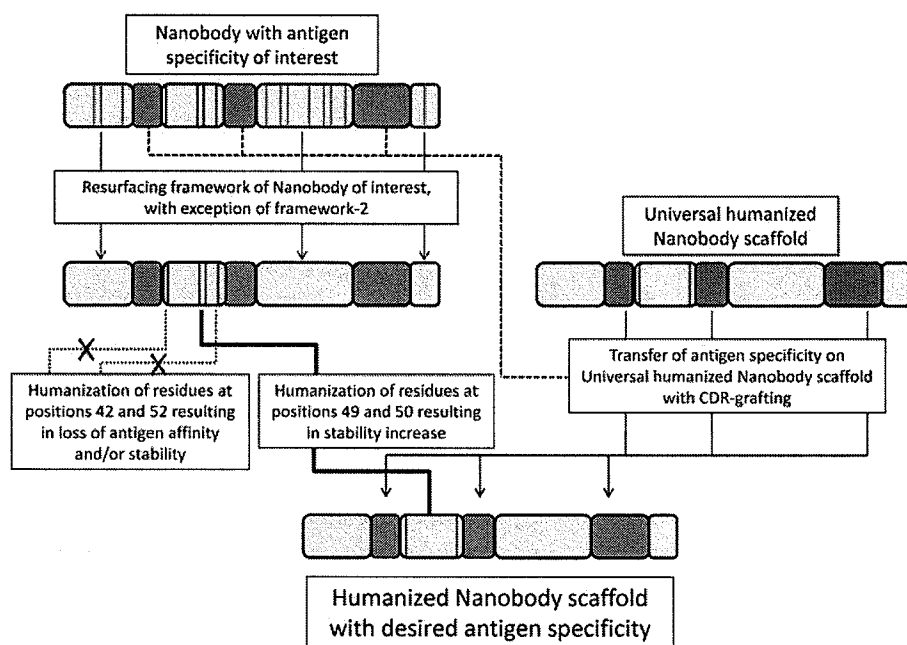 Nanobody with antigen
specificity of interest
Resurfacing framework of Nanobody of interest,
with exception of framework-2
Universal humanized
Nanobody scaffold
Humanization of residues at
positions 42 and 52 resulting
in loss of antigen affinity
and/or stability
Humanization of residues at
positions 49 and 50 resulting
in stability increase
Transfer of antigen specificity on
Universal humanized Nanobody scaffold
with CDR-grafting
Humanized Nanobody scaffold
with desired antigen specificity